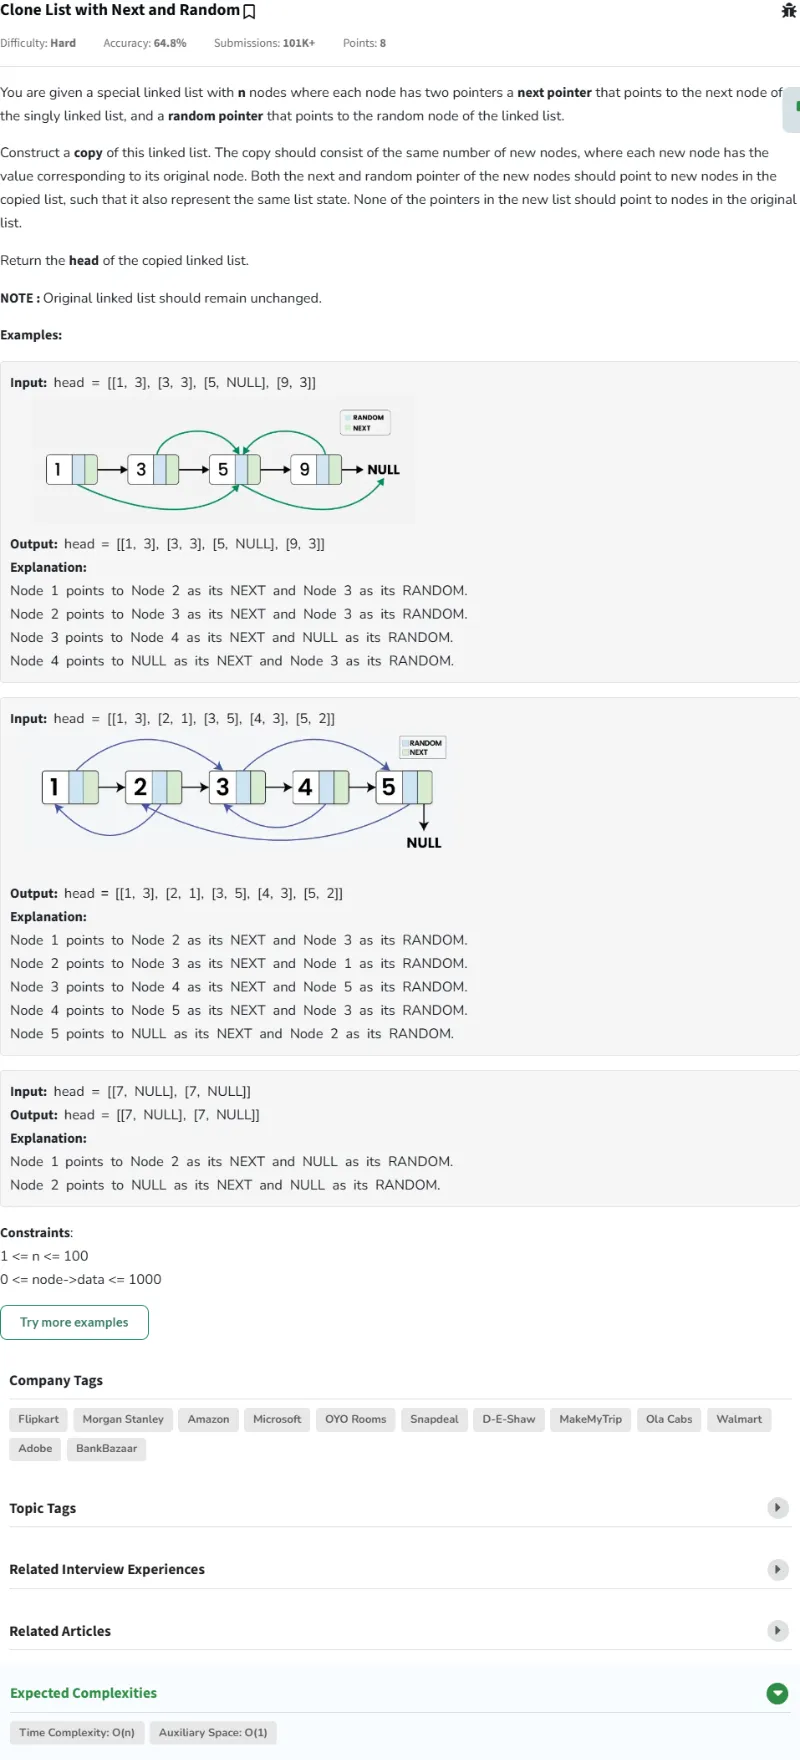 Clone List with Next and Random
Difficulty: Hard Accuracy: 64.8% Submissions: 101K+ Points: 8
You are given a special linked list with n nodes where each node has two pointers a next pointer that points to the next node of
the singly linked list, and a random pointer that points to the random node of the linked list.
Construct a copy of this linked list. The copy should consist of the same number of new nodes, where each new node has the
value corresponding to its original node. Both the next and random pointer of the new nodes should point to new nodes in the
copied list, such that it also represent the same list state. None of the pointers in the new list should point to nodes in the original
list.
Return the head of the copied linked list.
NOTE : Original linked list should remain unchanged.
Examples:
Input: head = [[1, 3], [3, 3], [5, NULL], [9, 3]]
RANDOM
NEXT
1 3 5 9 NULL
Output: head = [[1, 3], [3, 3], [5, NULL], [9, 3]]
Explanation:
Node 1 points to Node 2 as its NEXT and Node 3 as its RANDOM.
Node 2 points to Node 3 as its NEXT and Node 3 as its RANDOM.
Node 3 points to Node 4 as its NEXT and NULL as its RANDOM.
Node 4 points to NULL as its NEXT and Node 3 as its RANDOM.
Input: head = [[1, 3], [2, 1], [3, 5], [4, 3], [5, 2]]
RANDOM
NEXT
1 2 3 4 5
NULL
Output: head = [[1, 3], [2, 1], [3, 5], [4, 3], [5, 2]]
Explanation:
Node 1 points to Node 2 as its NEXT and Node 3 as its RANDOM.
Node 2 points to Node 3 as its NEXT and Node 1 as its RANDOM.
Node 3 points to Node 4 as its NEXT and Node 5 as its RANDOM.
Node 4 points to Node 5 as its NEXT and Node 3 as its RANDOM.
Node 5 points to NULL as its NEXT and Node 2 as its RANDOM.
Input: head = [[7, NULL], [7, NULL]]
Output: head = [[7, NULL], [7, NULL]]
Explanation:
Node 1 points to Node 2 as its NEXT and NULL as its RANDOM.
Node 2 points to NULL as its NEXT and NULL as its RANDOM.
Constraints:
1 <= n <= 100
0 <= node->data <= 1000
Try more examples
Company Tags
Flipkart Morgan Stanley Amazon Microsoft OYO Rooms Snapdeal D-E-Shaw MakeMyTrip Ola Cabs Walmart
Adobe BankBazaar
Topic Tags
Related Interview Experiences
Related Articles
Expected Complexities
Time Complexity: O(n) Auxiliary Space: O(1)